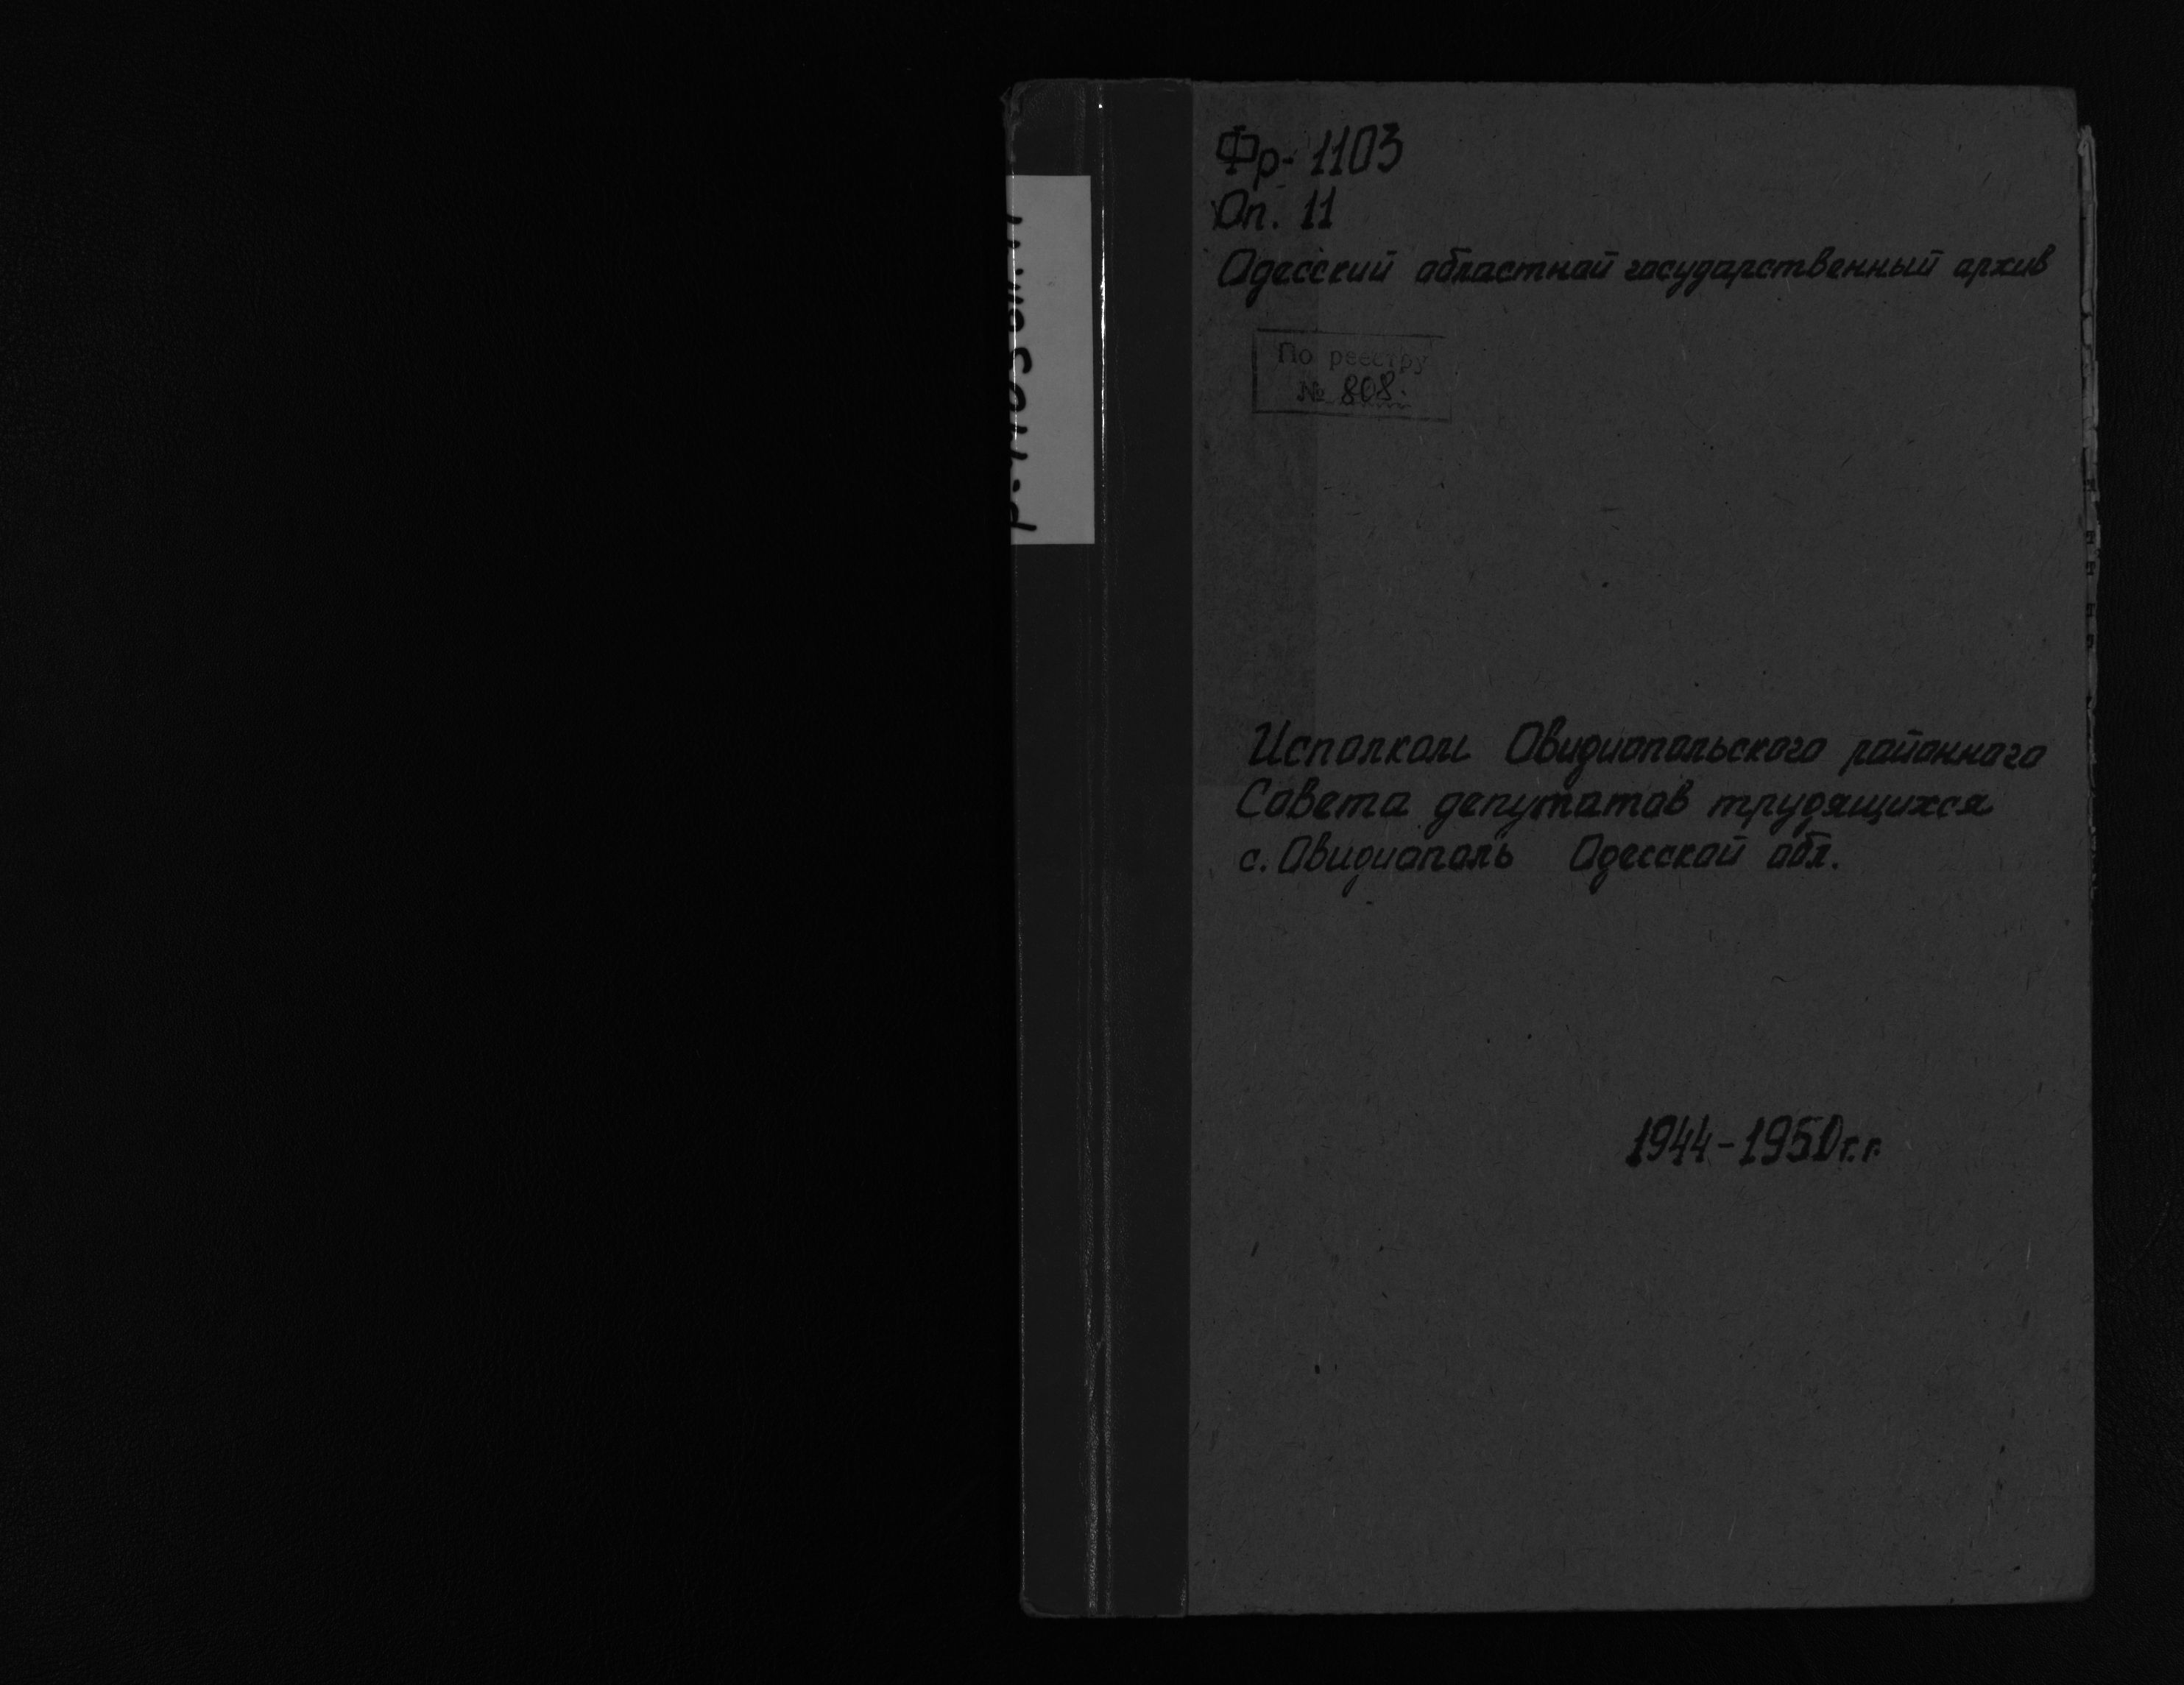 Фр- 1103
Оп. 11
Одесский областной государственный архив
По реестру
№ 808.
Исполком Овидиопольского районного
Совета депутатов трудящихся
с. Овидиополь Одесской обл.
1944-1950г.г.